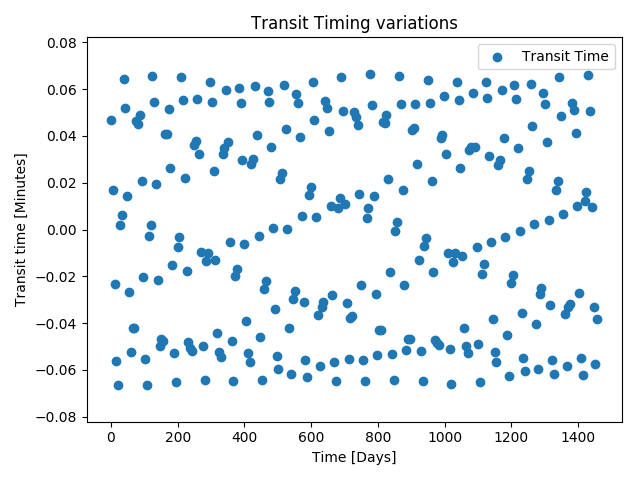 Transit Timing variations
Transit Time
Transit time [Minutes]
0.08
0.06
0.04
0.02
0.00
−0.02
−0.04
−0.06
−0.08
0 200 400 600 800 1000 1200 1400
Time [Days]